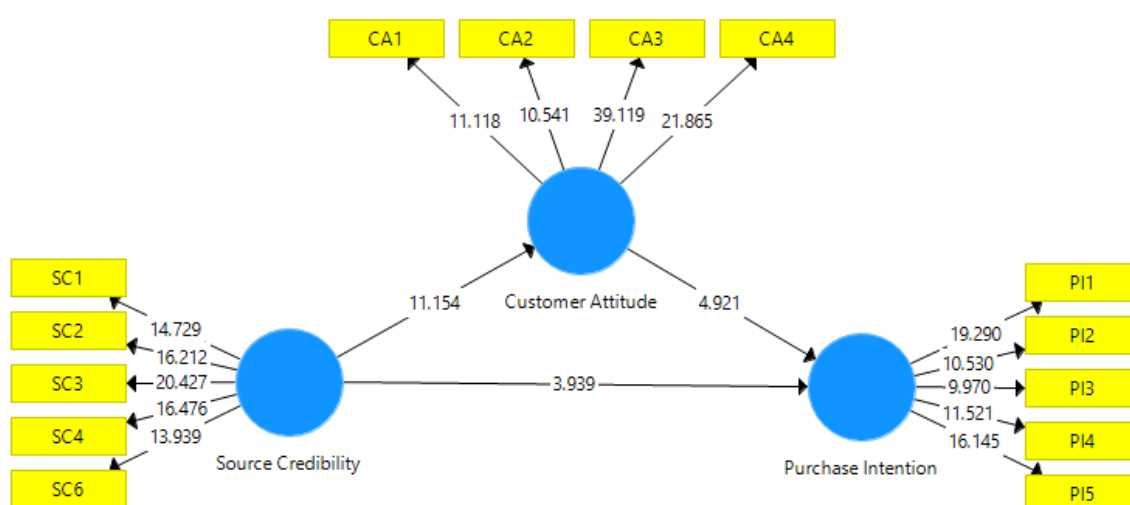 CA1 CA2 CA3 CA4
11.118 10.541 39.119 21.865
Customer Attitude
SC1
SC2
SC3
SC4
SC6
14.729
16.212
20.427
16.476
13.939
Source Credibility
11.154
4.921
3.939
PI1
PI2
PI3
PI4
PI5
19.290
10.530
9.970
11.521
16.145
Purchase Intention